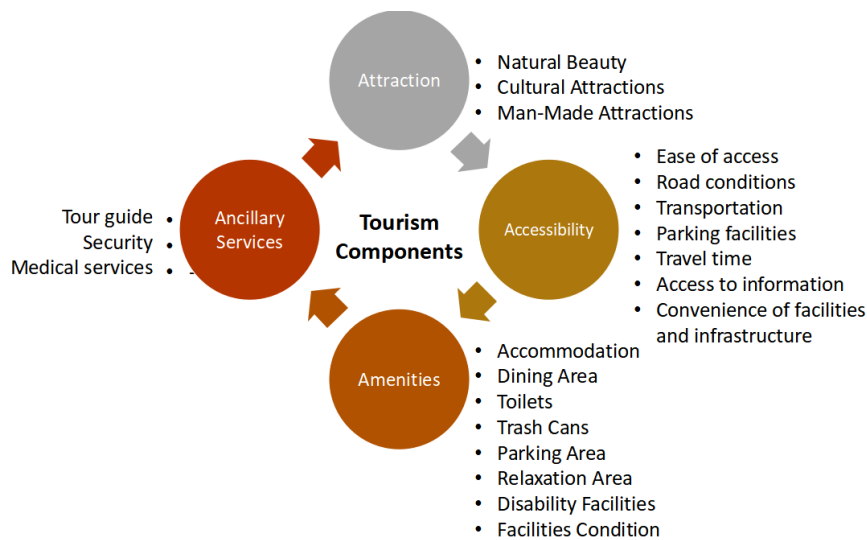 Attraction
• Natural Beauty
• Cultural Attractions
• Man-Made Attractions
Accessibility
• Ease of access
• Road conditions
• Transportation
• Parking facilities
• Travel time
• Access to information
• Convenience of facilities
and infrastructure
Tourism
Components
Ancillary
Services
Tour guide •
Security •
Medical services •
Amenities
• Accommodation
• Dining Area
• Toilets
• Trash Cans
• Parking Area
• Relaxation Area
• Disability Facilities
• Facilities Condition